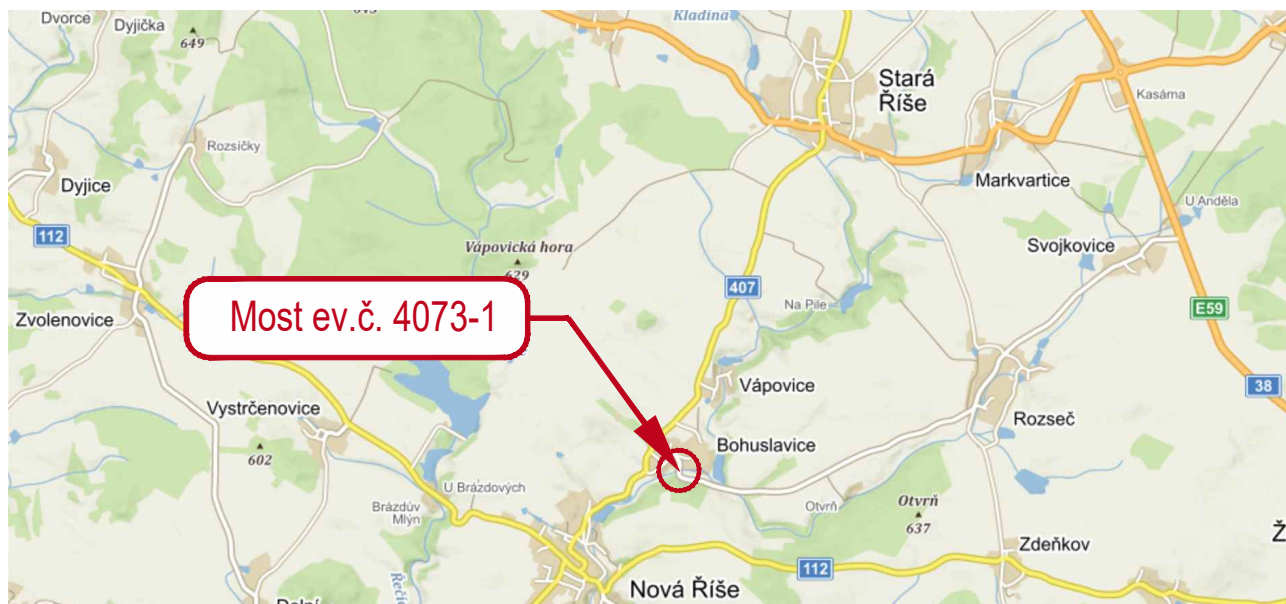 Dvorce
Dyjička
649
Kladina
Stará
Říše
Kasárna
Rozsíčky
Dyjice
Markvartice
U Anděla
112
Vápovická hora
629
Svojkovice
407
Na Pile
Most ev.č. 4073-1
E59
Zvolenovice
Vápovice
38
Vystrčenovice
Rozseč
Bohuslavice
602
U Brázdových
Otvrň
Otvrň
637
Brázdův
Mlýn
Zdeňkov
112
Nová Říše